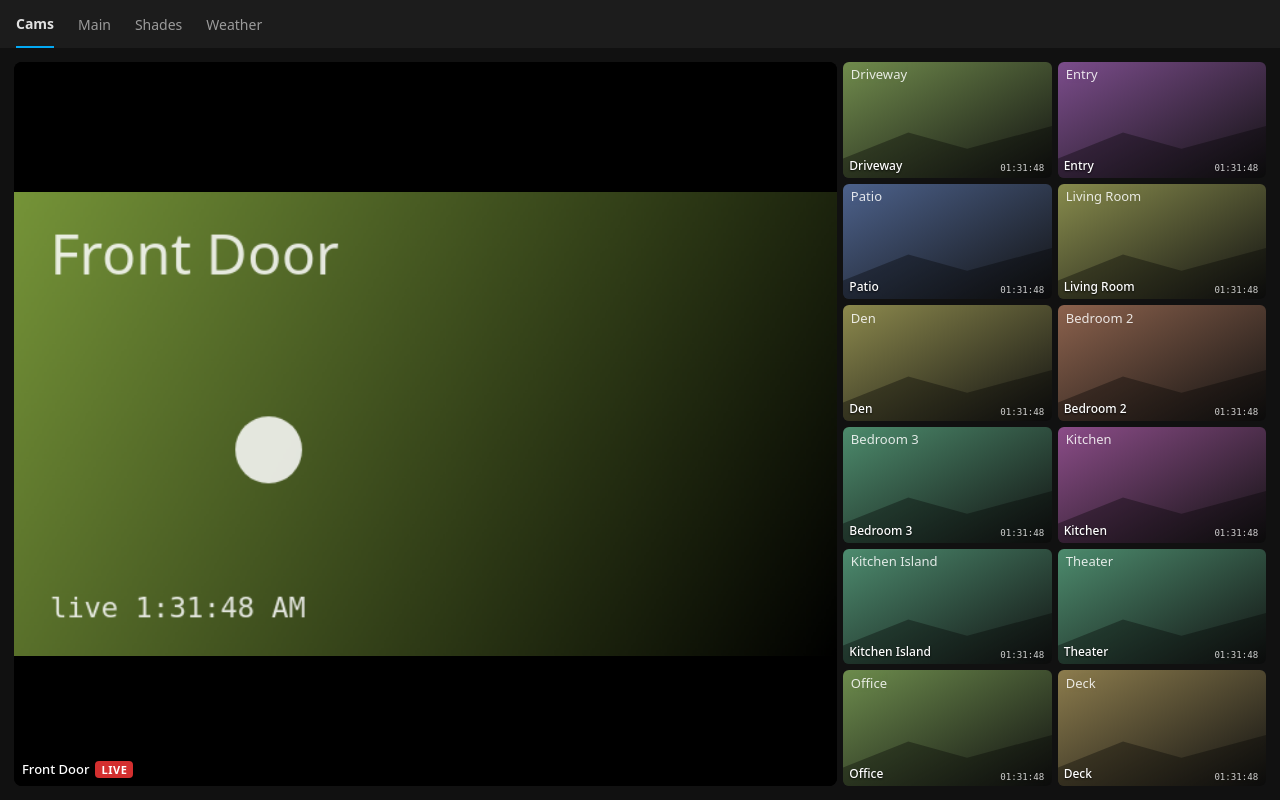 Cams Main Shades Weather
Front Door
live 1:31:48 AM
Front Door LIVE
Driveway
Driveway 01:31:48
Entry
Entry 01:31:48
Patio
Patio 01:31:48
Living Room
Living Room 01:31:48
Den
Den 01:31:48
Bedroom 2
Bedroom 2 01:31:48
Bedroom 3
Bedroom 3 01:31:48
Kitchen
Kitchen 01:31:48
Kitchen Island
Kitchen Island 01:31:48
Theater
Theater 01:31:48
Office
Office 01:31:48
Deck
Deck 01:31:48